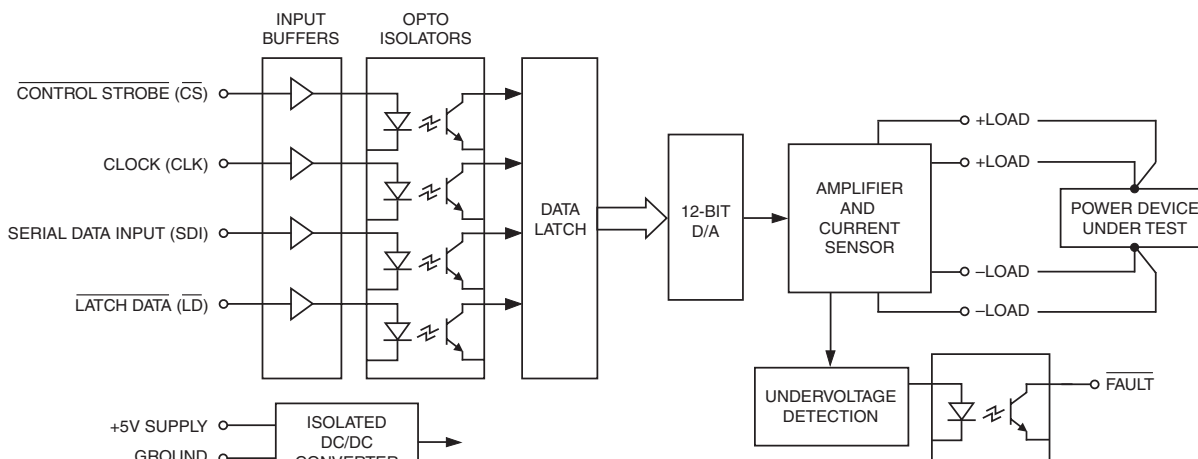 INPUT
BUFFERS
OPTO
ISOLATORS
CONTROL STROBE (CS)
CLOCK (CLK)
SERIAL DATA INPUT (SDI)
LATCH DATA (LD)
DATA
LATCH
12-BIT
D/A
AMPLIFIER
AND
CURRENT
SENSOR
+LOAD
+LOAD
–LOAD
–LOAD
POWER DEVICE
UNDER TEST
UNDERVOLTAGE
DETECTION
FAULT
+5V SUPPLY
GROUND
ISOLATED
DC/DC
CONVERTER